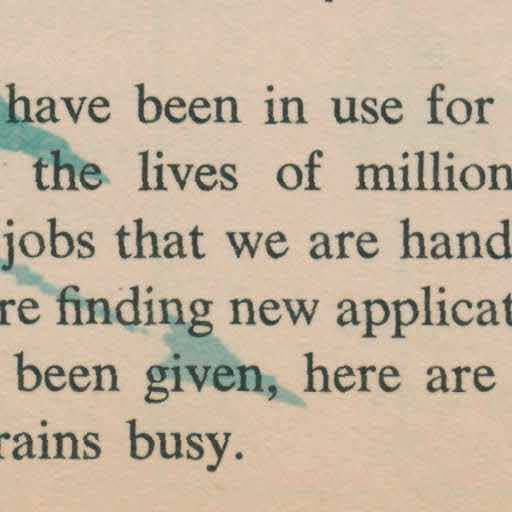 have been in use for
the lives of million
jobs that we are hand
re finding new applicat
been given, here are
rains busy.